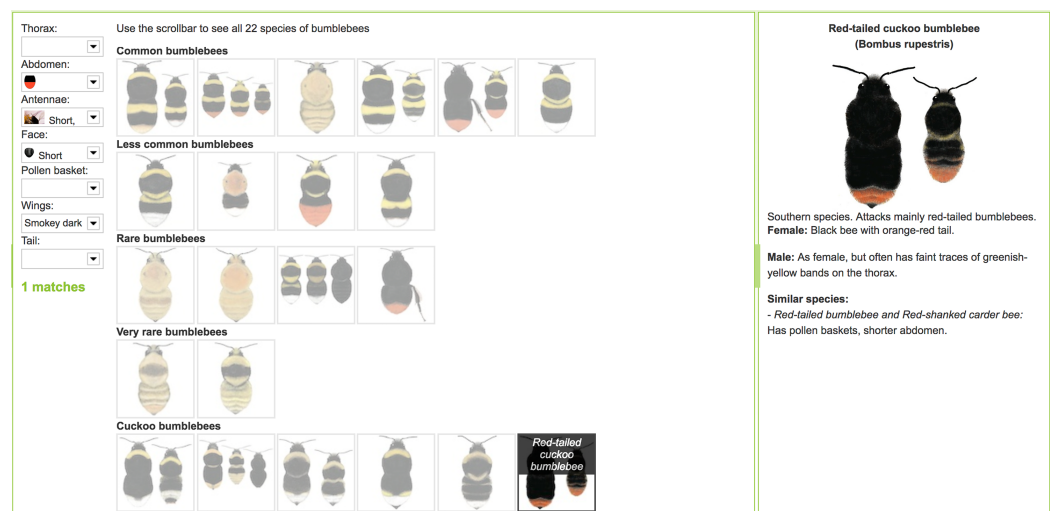 Thorax:
Abdomen:
Antennae:
Short,
Face:
Short
Pollen basket:
Wings:
Smokey dark
Tail:
1 matches
Use the scrollbar to see all 22 species of bumblebees
Common bumblebees
Less common bumblebees
Rare bumblebees
Very rare bumblebees
Cuckoo bumblebees
Red-tailed
cuckoo
bumblebee
Red-tailed cuckoo bumblebee
(Bombus rupestris)
Southern species. Attacks mainly red-tailed bumblebees.
Female: Black bee with orange-red tail.
Male: As female, but often has faint traces of greenish-
yellow bands on the thorax.
Similar species:
- Red-tailed bumblebee and Red-shanked carder bee:
Has pollen baskets, shorter abdomen.